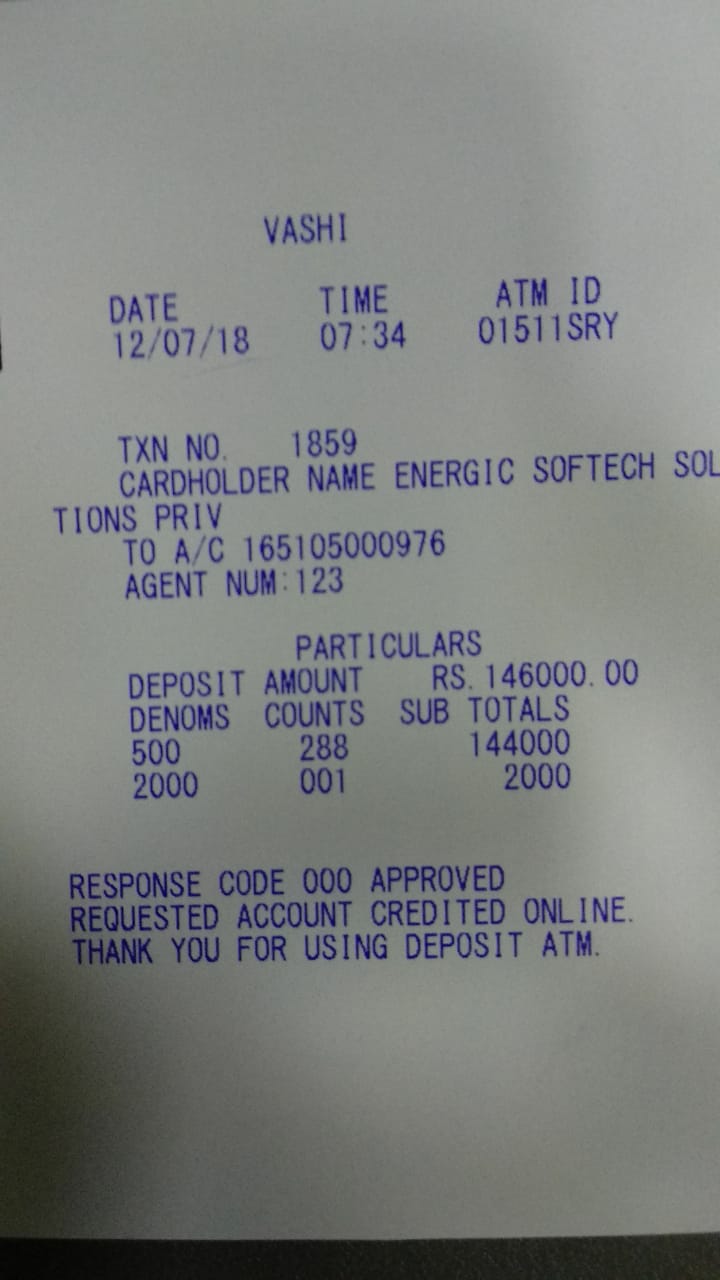 VASHI
DATE TIME ATM ID
12/07/18 07:34 01511SRY
TXN NO. 1859
CARDHOLDER NAME ENERGIC SOFTECH SOL
TIONS PRIV
TO A/C 165105000976
AGENT NUM:123
PARTICULARS
DEPOSIT AMOUNT RS.146000.00
DENOMS COUNTS SUB TOTALS
500 288 144000
2000 001 2000
RESPONSE CODE 000 APPROVED
REQUESTED ACCOUNT CREDITED ONLINE.
THANK YOU FOR USING DEPOSIT ATM.